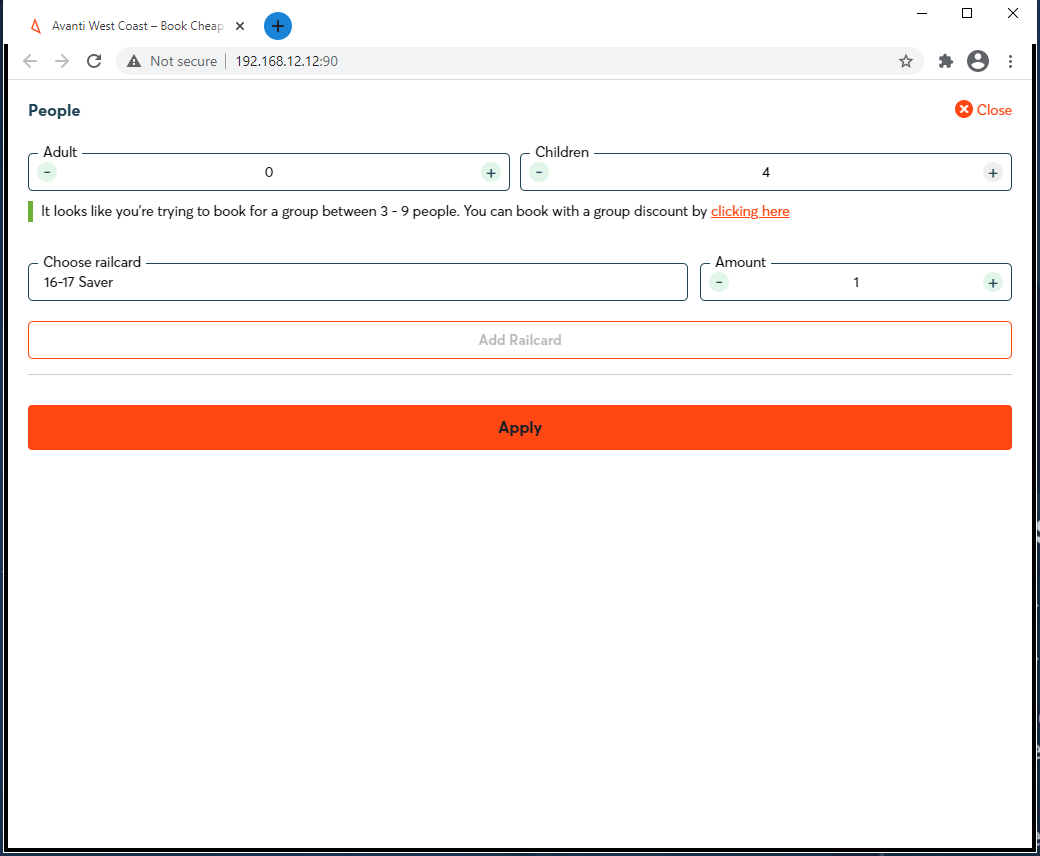 Avanti West Coast – Book Cheap
Not secure
192.168.12.12:90
People
Close
Adult
-
0
+
Children
-
4
+
It looks like you're trying to book for a group between 3 - 9 people. You can book with a group discount by clicking here
Choose railcard
16-17 Saver
Amount
-
1
+
Add Railcard
Apply